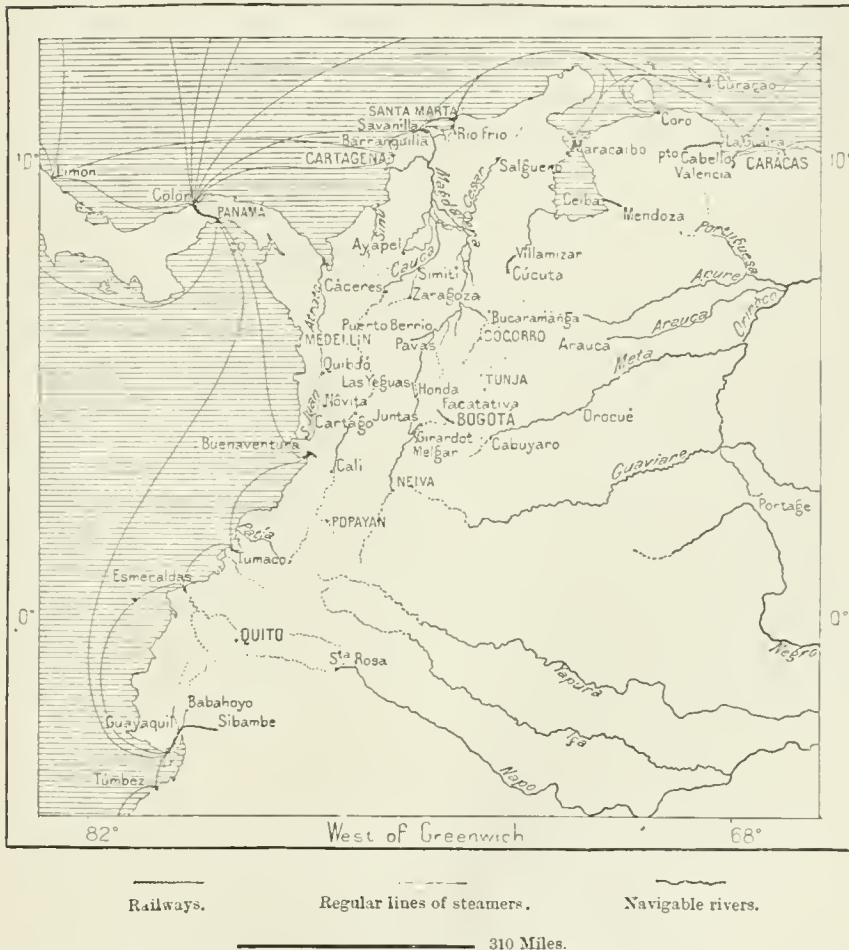 Curaçao
SANTA MARTA
Savanilla
Rio Frio
Coro
Barranquilla
La Guaira
CARTAGENA
Maracaibo
pto Cabello
CARACAS
10°
10°
Salguero
Valencia
Limon
Colon
PANAMÁ
Magdalena
Cesar
Ceiba
Mendoza
Sinu
Portuguesa
Ayapel
Villamizar
Cauca
Simiti
Cúcuta
Apure
Cáceres
Zaragoza
Atrato
Arauca
Orinoco
Bucaramanga
Puerto Berrio
SOCORRO
MEDELLIN
Pavas
Arauca
Meta
Quibdó
Las Yeguas
Honda
TUNJA
Facatativa
Nóvita
Juntas
BOGOTA
Orocué
S. Juan
Cartago
Girardot
Cabuyaro
Buenaventura
Melgar
Guaviare
Cali
NEIVA
Portage
POPAYAN
Patia
Tumaco
Esmeraldas
0°
0°
QUITO
Negro
Sta Rosa
Yapura
Babahoyo
Guayaquil
Sibambe
Iça
Napo
Túmbez
82°
West of Greenwich
68°
Railways.
Regular lines of steamers.
Navigable rivers.
310 Miles.